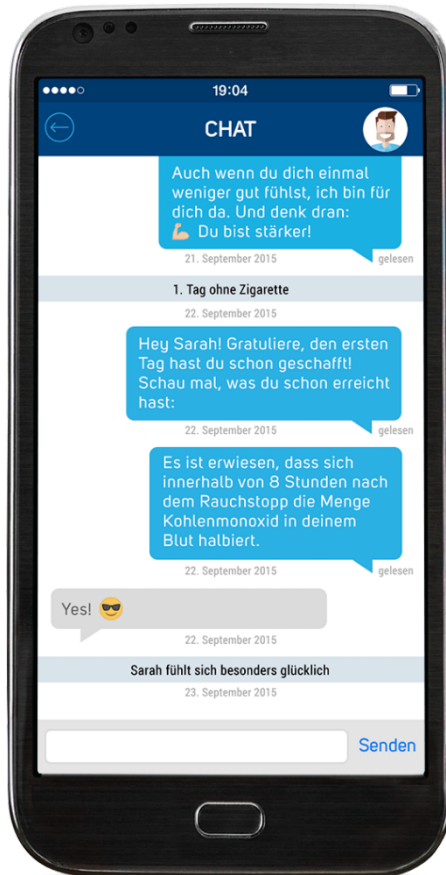 19:04
CHAT
Auch wenn du dich einmal
weniger gut fühlst, ich bin für
dich da. Und denk dran:
💪🏼 Du bist stärker!
21. September 2015 gelesen
1. Tag ohne Zigarette
22. September 2015
Hey Sarah! Gratuliere, den ersten
Tag hast du schon geschafft!
Schau mal, was du schon erreicht
hast:
22. September 2015 gelesen
Es ist erwiesen, dass sich
innerhalb von 8 Stunden nach
dem Rauchstopp die Menge
Kohlenmonoxid in deinem
Blut halbiert.
22. September 2015 gelesen
Yes! 😎
22. September 2015
Sarah fühlt sich besonders glücklich
23. September 2015
Senden